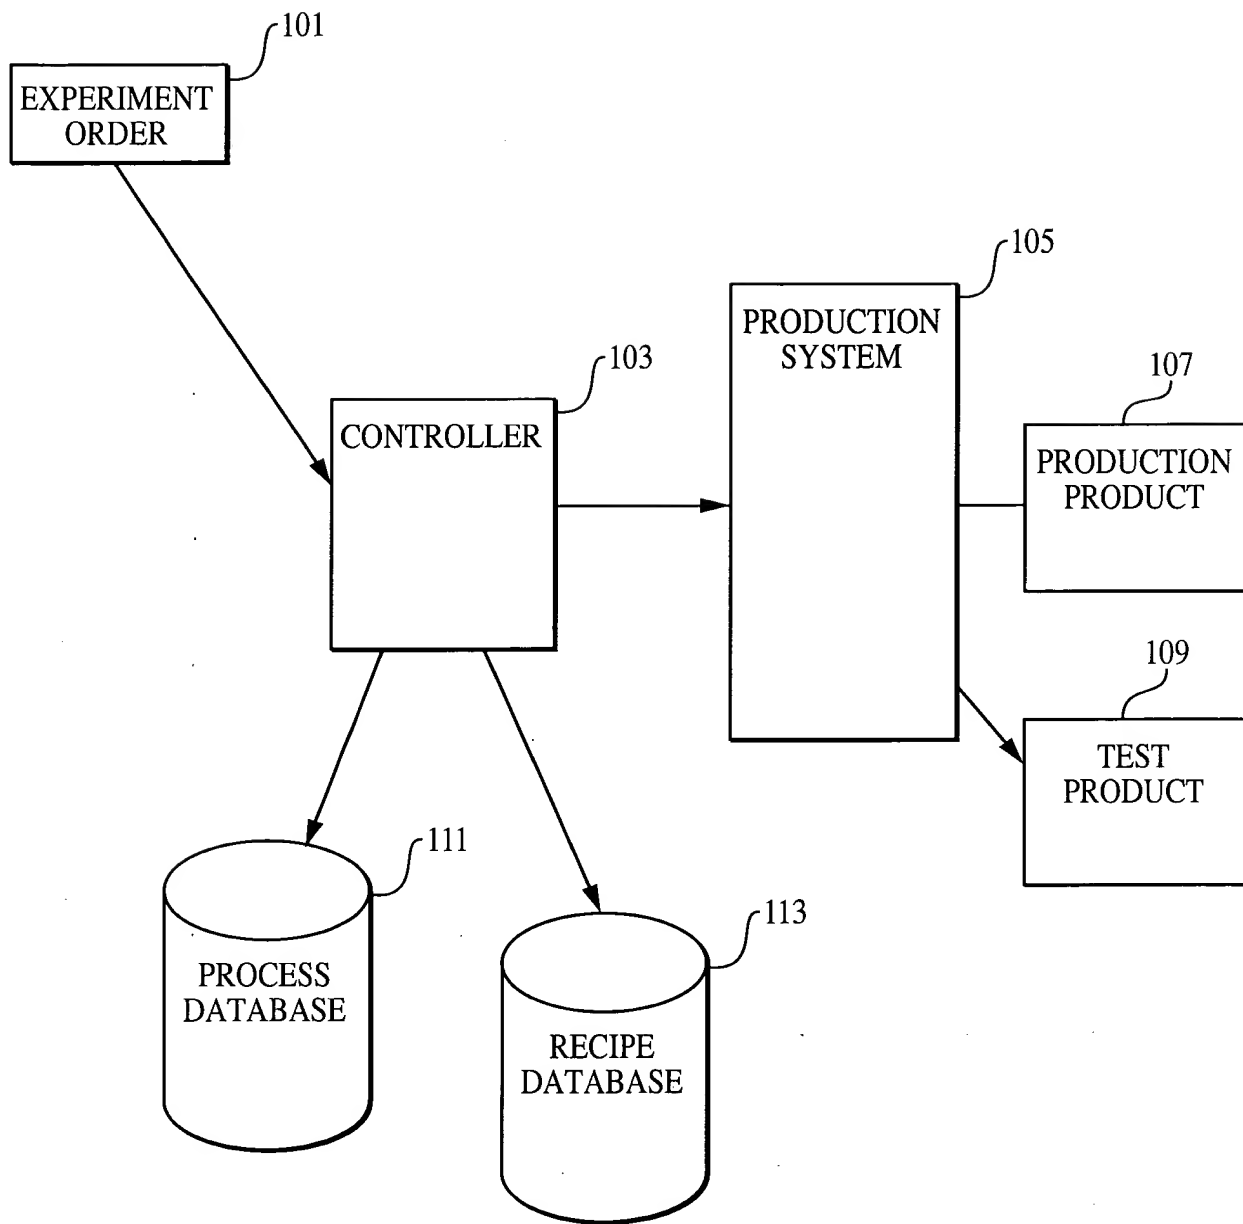 101
EXPERIMENT
ORDER
105
PRODUCTION
SYSTEM
103
CONTROLLER
107
PRODUCTION
PRODUCT
109
TEST
PRODUCT
111
PROCESS
DATABASE
113
RECIPE
DATABASE